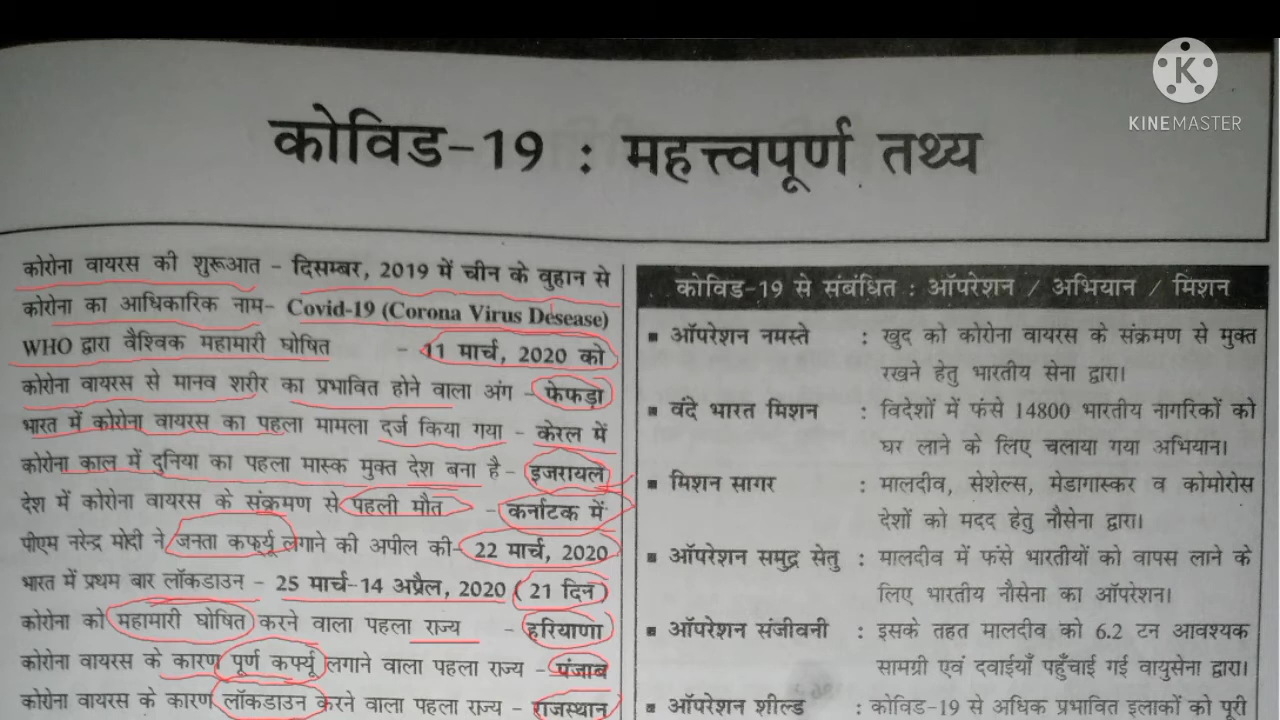 KINEMASTER
कोविड-19 : महत्त्वपूर्ण तथ्य
कोरोना वायरस की शुरूआत - दिसम्बर, 2019 में चीन के वुहान से
कोरोना का आधिकारिक नाम- Covid-19 (Corona Virus Desease)
WHO द्वारा वैश्विक महामारी घोषित - 11 मार्च, 2020 को
कोरोना वायरस से मानव शरीर का प्रभावित होने वाला अंग - फेफड़ा
भारत में कोरोना वायरस का पहला मामला दर्ज किया गया - केरल में
कोरोना काल में दुनिया का पहला मास्क मुक्त देश बना है - इजरायल
देश में कोरोना वायरस के संक्रमण से पहली मौत - कर्नाटक में
पीएम नरेन्द्र मोदी ने जनता कर्फ्यू लगाने की अपील की- 22 मार्च, 2020
भारत में प्रथम बार लॉकडाउन - 25 मार्च-14 अप्रैल, 2020 (21 दिन)
कोरोना को महामारी घोषित करने वाला पहला राज्य - हरियाणा
कोरोना वायरस के कारण पूर्ण कर्फ्यू लगाने वाला पहला राज्य - पंजाब
कोरोना वायरस के कारण लॉकडाउन करने वाला पहला राज्य - राजस्थान
कोविड-19 से संबंधित : ऑपरेशन / अभियान / मिशन
▪ ऑपरेशन नमस्ते : खुद को कोरोना वायरस के संक्रमण से मुक्त
रखने हेतु भारतीय सेना द्वारा।
▪ वंदे भारत मिशन : विदेशों में फंसे 14800 भारतीय नागरिकों को
घर लाने के लिए चलाया गया अभियान।
▪ मिशन सागर : मालदीव, सेशेल्स, मेडागास्कर व कोमोरोस
देशों को मदद हेतु नौसेना द्वारा।
▪ ऑपरेशन समुद्र सेतु : मालदीव में फंसे भारतीयों को वापस लाने के
लिए भारतीय नौसेना का ऑपरेशन।
▪ ऑपरेशन संजीवनी : इसके तहत मालदीव को 6.2 टन आवश्यक
सामग्री एवं दवाईयाँ पहुँचाई गई वायुसेना द्वारा।
▪ ऑपरेशन शील्ड : कोविड-19 से अधिक प्रभावित इलाकों को पूरी